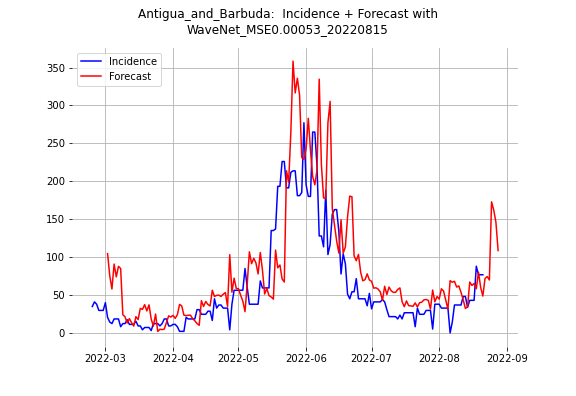 Antigua_and_Barbuda:  Incidence + Forecast with
WaveNet_MSE0.00053_20220815
Incidence
Forecast
350
300
250
200
150
100
50
0
2022-03 2022-04 2022-05 2022-06 2022-07 2022-08 2022-09